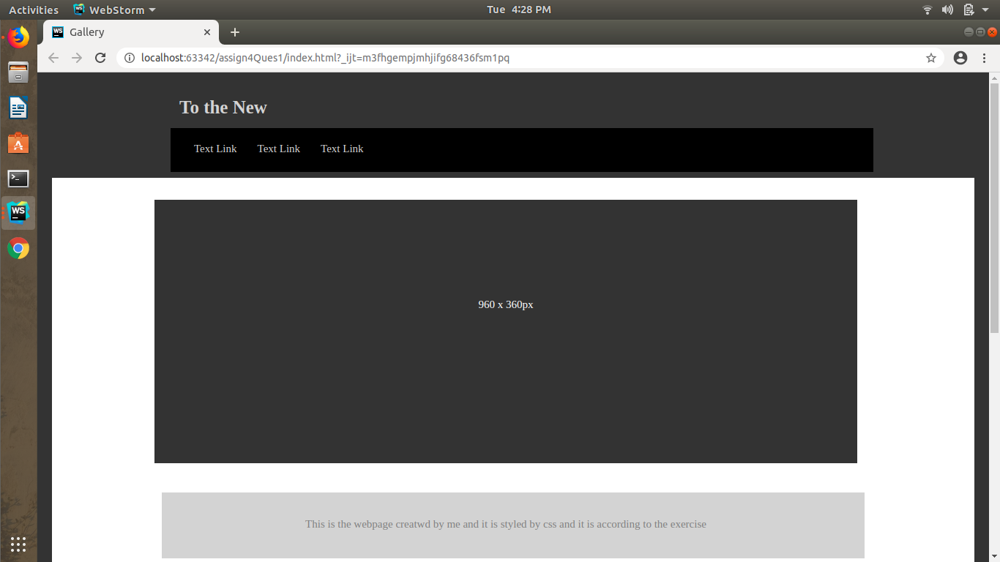 Activities WebStorm Tue 4:28 PM
WS Gallery
localhost:63342/assign4Ques1/index.html?_ijt=m3fhgempjmhjifg68436fsm1pq
To the New
Text Link Text Link Text Link
WS
960 x 360px
This is the webpage creatwd by me and it is styled by css and it is according to the exercise